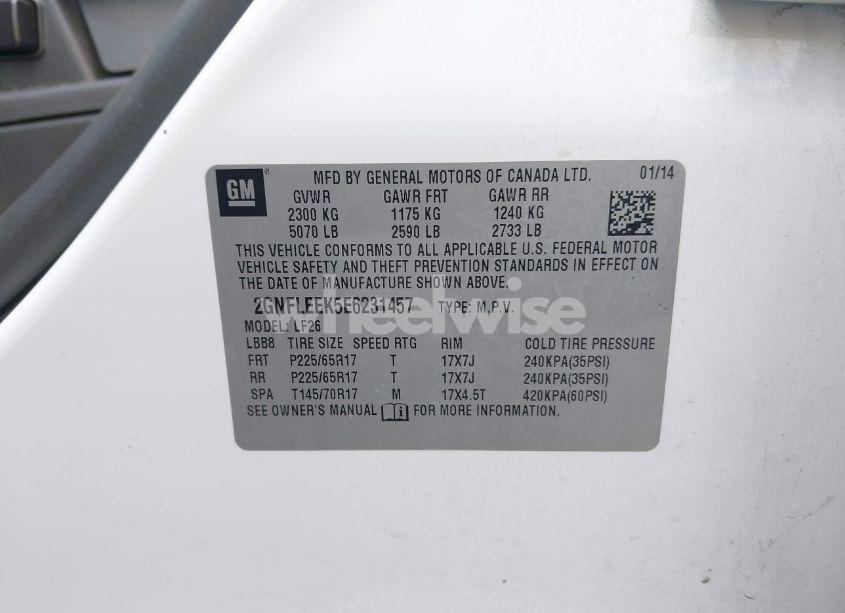 GM
MFD BY GENERAL MOTORS OF CANADA LTD. 01/14
GVWR GAWR FRT GAWR RR
2300 KG 1175 KG 1240 KG
5070 LB 2590 LB 2733 LB
THIS VEHICLE CONFORMS TO ALL APPLICABLE U.S. FEDERAL MOTOR
VEHICLE SAFETY AND THEFT PREVENTION STANDARDS IN EFFECT ON
THE DATE OF MANUFACTURE SHOWN ABOVE.
2GNFLEEK5E6231457 TYPE: M.P.V.
wheelwise
MODEL: LF26
LBB8 TIRE SIZE SPEED RTG RIM COLD TIRE PRESSURE
FRT P225/65R17 T 17X7J 240KPA(35PSI)
RR P225/65R17 T 17X7J 240KPA(35PSI)
SPA T145/70R17 M 17X4.5T 420KPA(60PSI)
SEE OWNER'S MANUAL FOR MORE INFORMATION.